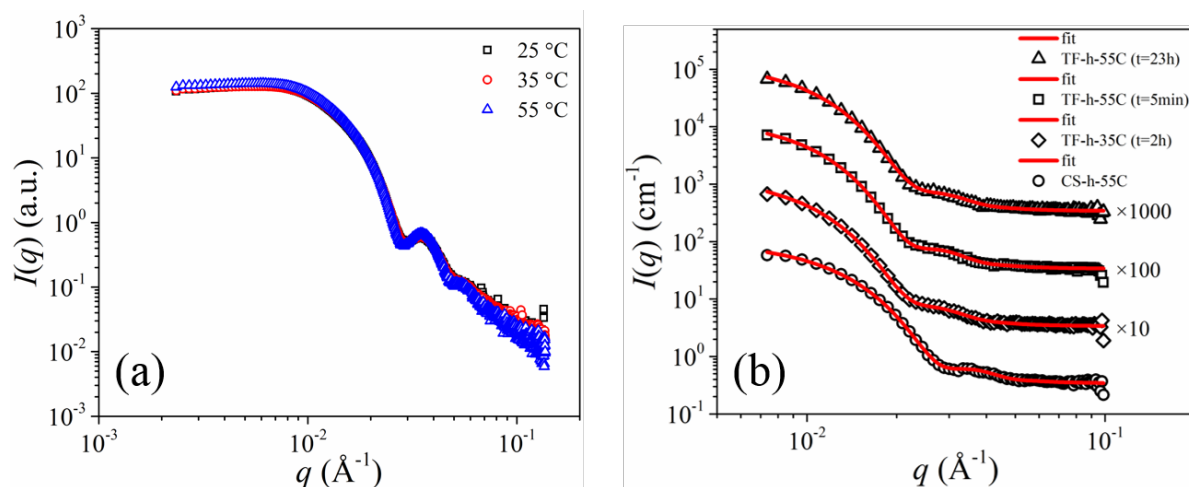 10³
10²
10¹
10⁰
10⁻¹
10⁻²
10⁻³
I(q) (a.u.)
25 °C
35 °C
55 °C
(a)
10⁻³
10⁻²
10⁻¹
q (Å⁻¹)
10⁵
10⁴
10³
10²
10¹
10⁰
10⁻¹
I(q) (cm⁻¹)
fit
TF-h-55C (t=23h)
fit
TF-h-55C (t=5min)
fit
TF-h-35C (t=2h)
fit
CS-h-55C
×1000
×100
×10
(b)
10⁻²
10⁻¹
q (Å⁻¹)